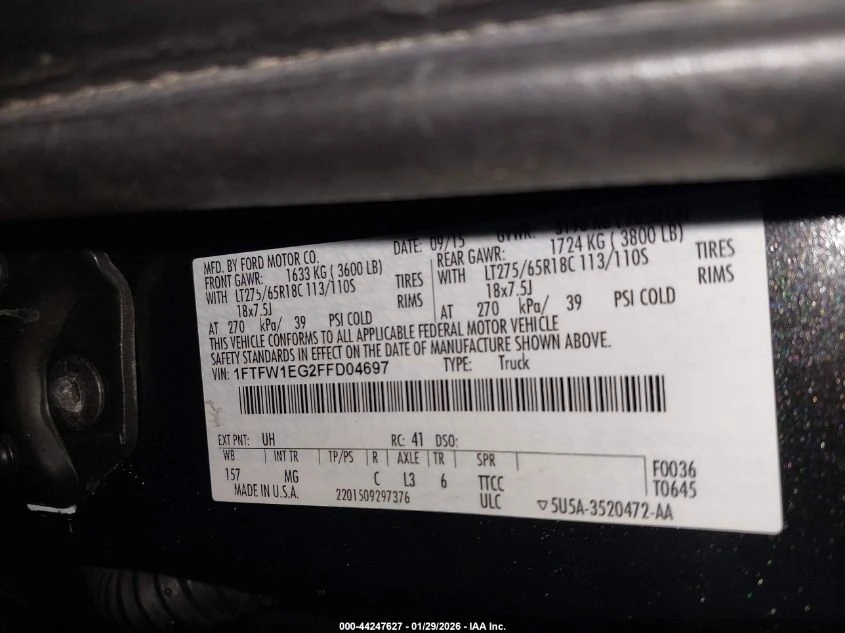 MFD. BY FORD MOTOR CO. DATE: 09/15 GVWR:
FRONT GAWR: 1633 KG ( 3600 LB) REAR GAWR: 1724 KG ( 3800 LB)
WITH LT275/65R18C 113/110S TIRES WITH LT275/65R18C 113/110S TIRES
18x7.5J RIMS 18x7.5J RIMS
AT 270 kPa/ 39 PSI COLD AT 270 kPa/ 39 PSI COLD
THIS VEHICLE CONFORMS TO ALL APPLICABLE FEDERAL MOTOR VEHICLE
SAFETY STANDARDS IN EFFECT ON THE DATE OF MANUFACTURE SHOWN ABOVE.
VIN: 1FTFW1EG2FFD04697 TYPE: Truck
EXT PNT: UH RC: 41 DSO:
WB INT TR TP/PS R AXLE TR SPR F0036
157 MG C L3 6 TTCC T0645
MADE IN U.S.A. 2201509297376 ULC ▽5U5A-3520472-AA
000-44247627 - 01/29/2026 - IAA Inc.